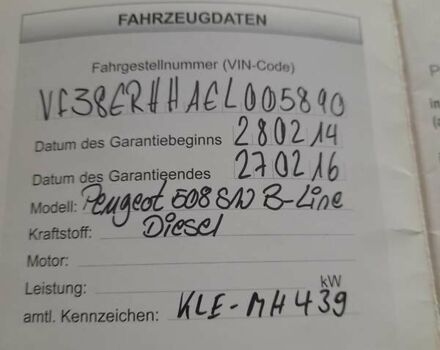 FAHRZEUGDATEN
Fahrgestellnummer (VIN-Code)
VF38ERHHAEL005890
Datum des Garantiebeginns 280214
Datum des Garantieendes 270216
Modell: Peugeot 508 SW B-Line
Kraftstoff: Diesel
Motor:
Leistung: kW
amtl. Kennzeichen: KLE-MH439